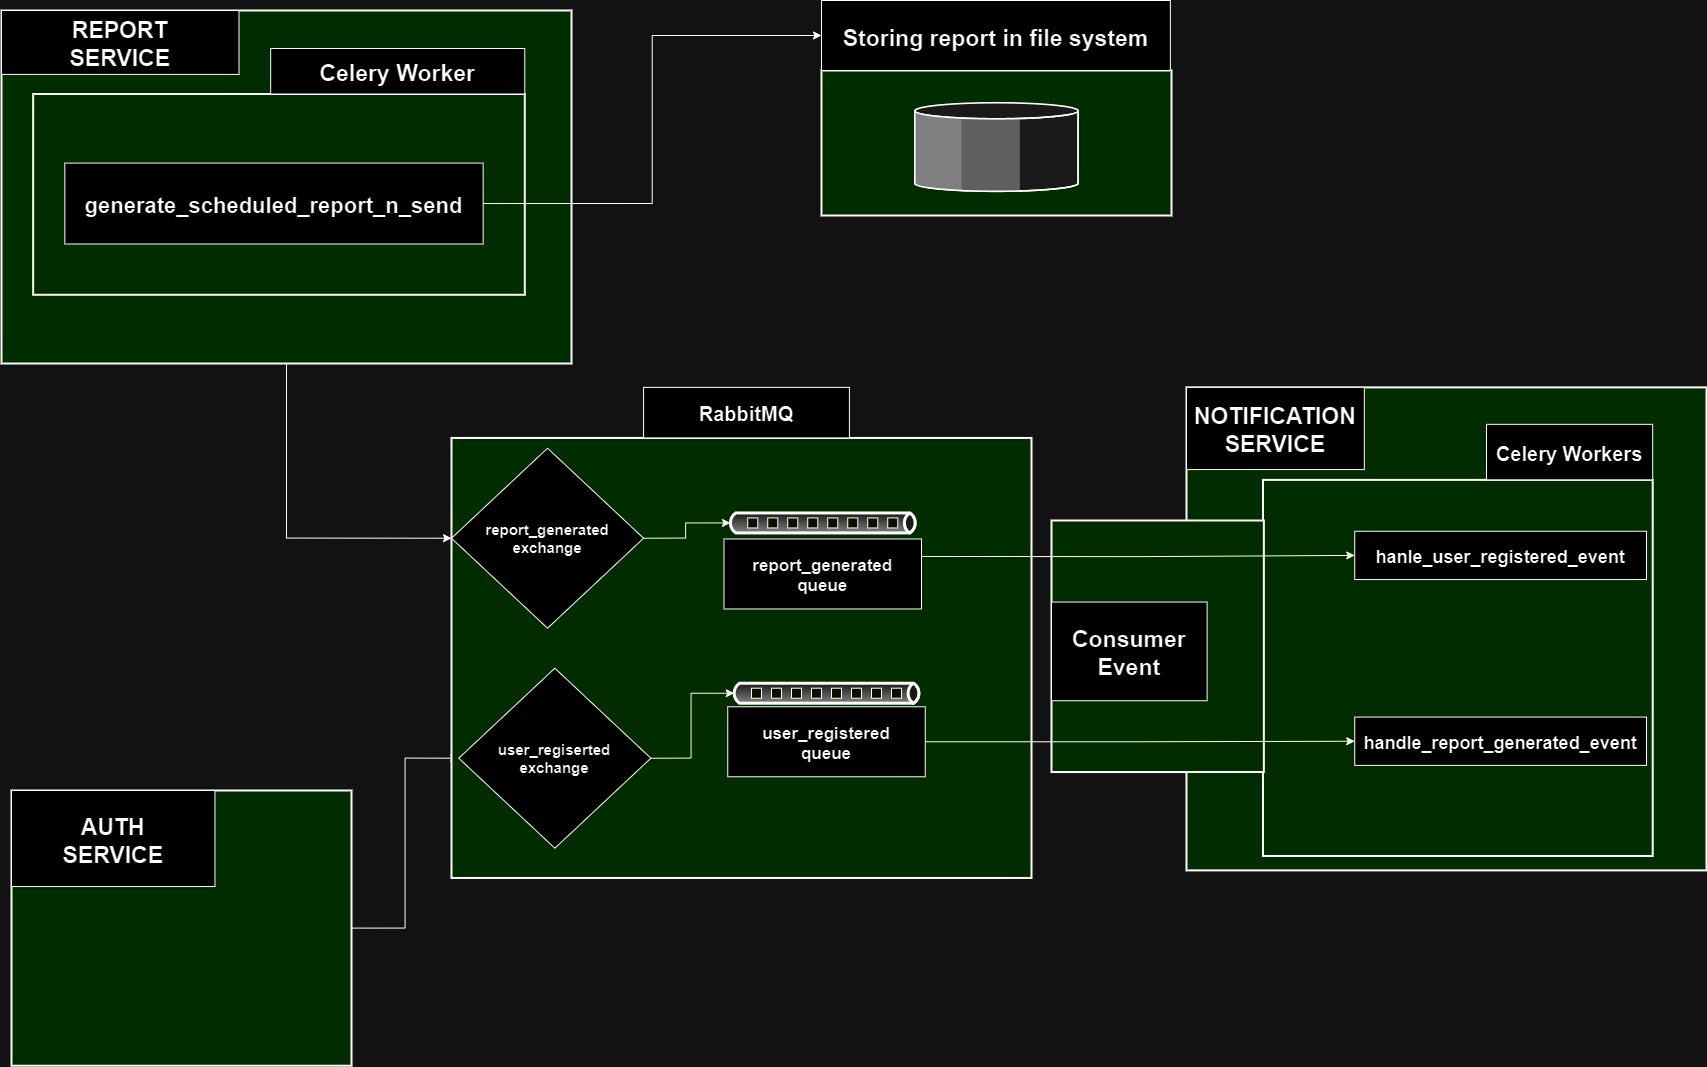 REPORT
SERVICE
Celery Worker
generate_scheduled_report_n_send
Storing report in file system
RabbitMQ
report_generated
exchange
report_generated
queue
user_regiserted
exchange
user_registered
queue
AUTH
SERVICE
NOTIFICATION
SERVICE
Celery Workers
Consumer
Event
hanle_user_registered_event
handle_report_generated_event